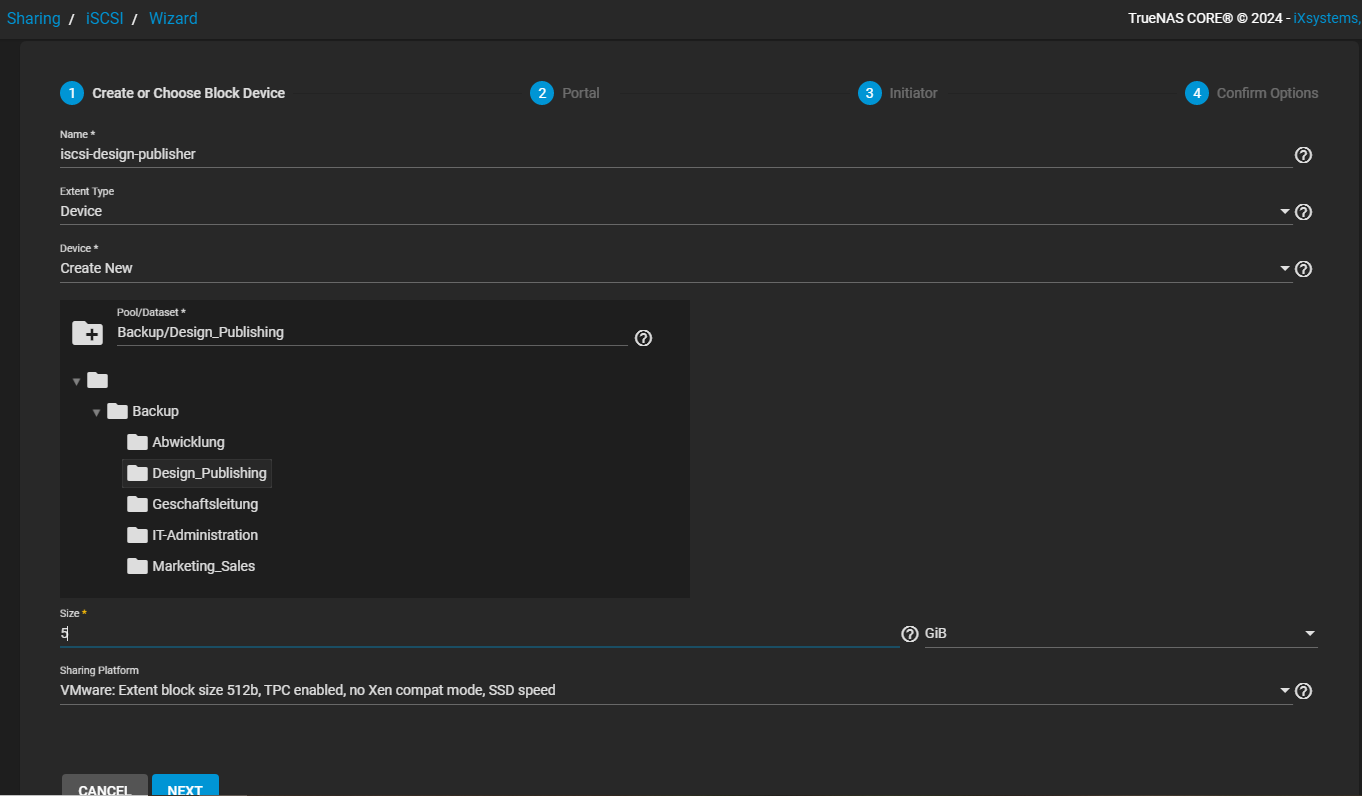 Sharing / iSCSI / Wizard
TrueNAS CORE® © 2024 - iXsystems,
1 Create or Choose Block Device
2 Portal
3 Initiator
4 Confirm Options
Name *
iscsi-design-publisher
Extent Type
Device
Device *
Create New
Pool/Dataset *
Backup/Design_Publishing
Backup
Abwicklung
Design_Publishing
Geschaftsleitung
IT-Administration
Marketing_Sales
Size *
5
GiB
Sharing Platform
VMware: Extent block size 512b, TPC enabled, no Xen compat mode, SSD speed
CANCEL NEXT